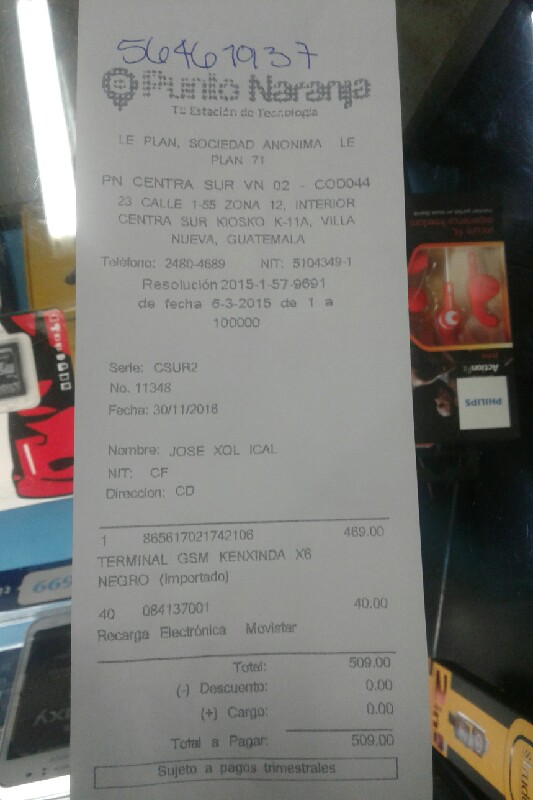 56461937
Punto Naranja
Tu Estación de Tecnología
LE PLAN, SOCIEDAD ANONIMA LE
PLAN 71
PN CENTRA SUR VN 02 - COD044
23 CALLE 1-55 ZONA 12, INTERIOR
CENTRA SUR KIOSKO K-11A, VILLA
NUEVA, GUATEMALA
Teléfono: 2480-4689 NIT: 5104349-1
Resolución 2015-1-57-9691
de fecha 6-3-2015 de 1 a
100000
Serie: CSUR2
No. 11348
Fecha: 30/11/2016
Nombre: JOSE XOL ICAL
NIT: CF
Direccion: CD
1 865617021742106 469.00
TERMINAL GSM KENXINDA X6
NEGRO (Importado)
40 084137001 40.00
Recarga Electrónica Movistar
Total: 509.00
(-) Descuento: 0.00
(+) Cargo: 0.00
Total a Pagar: 509.00
Sujeto a pagos trimestrales
PHILIPS
Action